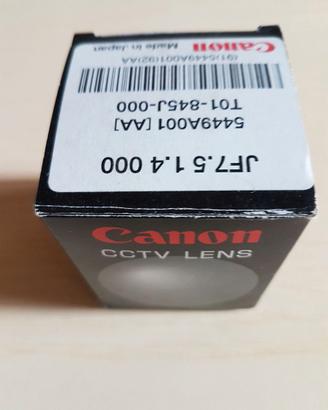 Canon Made in Japan
(91)5449A001(92)AA
T01-845J-000
5449A001 [AA]
JF7.5 1.4 000
Canon
CCTV LENS